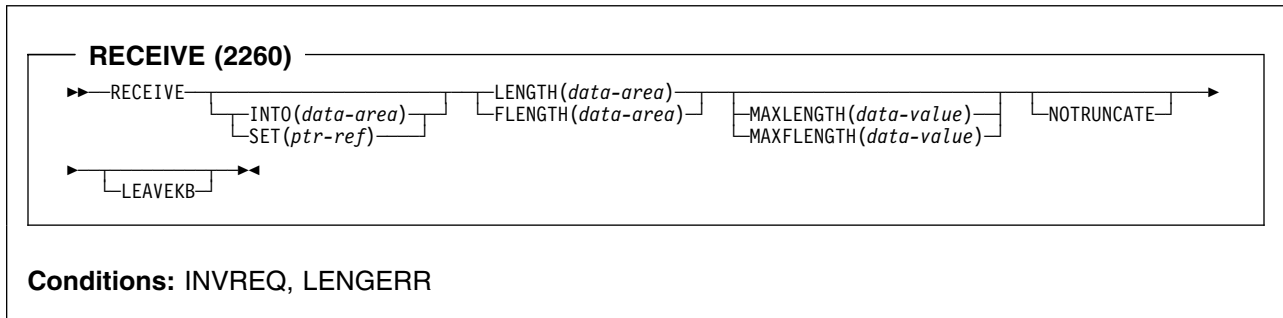 RECEIVE (2260)
RECEIVE LENGTH(data-area)
INTO(data-area) FLENGTH(data-area) MAXLENGTH(data-value) NOTRUNCATE
SET(ptr-ref) MAXFLENGTH(data-value)
LEAVEKB
Conditions: INVREQ, LENGERR